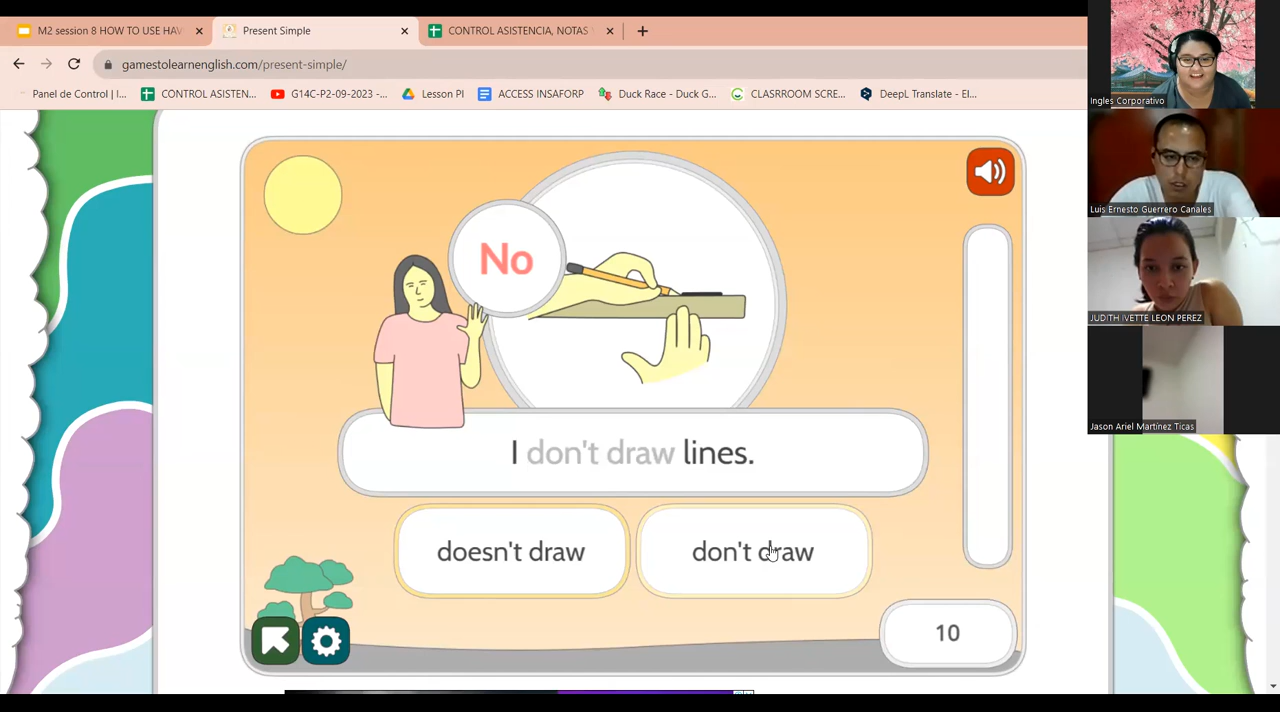 M2 session 8 HOW TO USE HAV
Present Simple
CONTROL ASISTENCIA, NOTAS
gamestolearnenglish.com/present-simple/
Panel de Control | I...
CONTROL ASISTEN...
G14C-P2-09-2023 -...
Lesson PI
ACCESS INSAFORP
Duck Race - Duck G...
CLASRROOM SCRE...
DeepL Translate - El...
Ingles Corporativo
Luis Ernesto Guerrero Canales
JUDITH IVETTE LEON PEREZ
Jason Ariel Martínez Ticas
No
I don't draw lines.
doesn't draw
don't draw
10